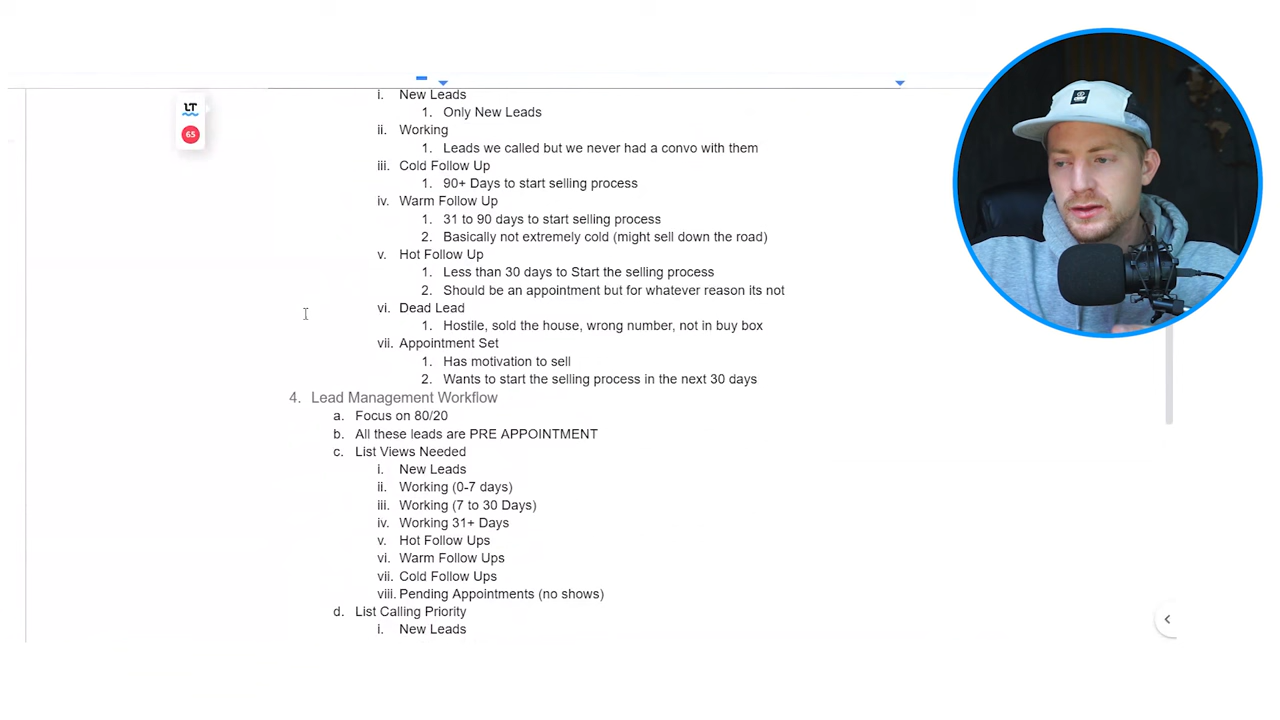 LT
65
i. New Leads
1. Only New Leads
ii. Working
1. Leads we called but we never had a convo with them
iii. Cold Follow Up
1. 90+ Days to start selling process
iv. Warm Follow Up
1. 31 to 90 days to start selling process
2. Basically not extremely cold (might sell down the road)
v. Hot Follow Up
1. Less than 30 days to Start the selling process
2. Should be an appointment but for whatever reason its not
vi. Dead Lead
1. Hostile, sold the house, wrong number, not in buy box
vii. Appointment Set
1. Has motivation to sell
2. Wants to start the selling process in the next 30 days
4. Lead Management Workflow
a. Focus on 80/20
b. All these leads are PRE APPOINTMENT
c. List Views Needed
i. New Leads
ii. Working (0-7 days)
iii. Working (7 to 30 Days)
iv. Working 31+ Days
v. Hot Follow Ups
vi. Warm Follow Ups
vii. Cold Follow Ups
viii. Pending Appointments (no shows)
d. List Calling Priority
i. New Leads